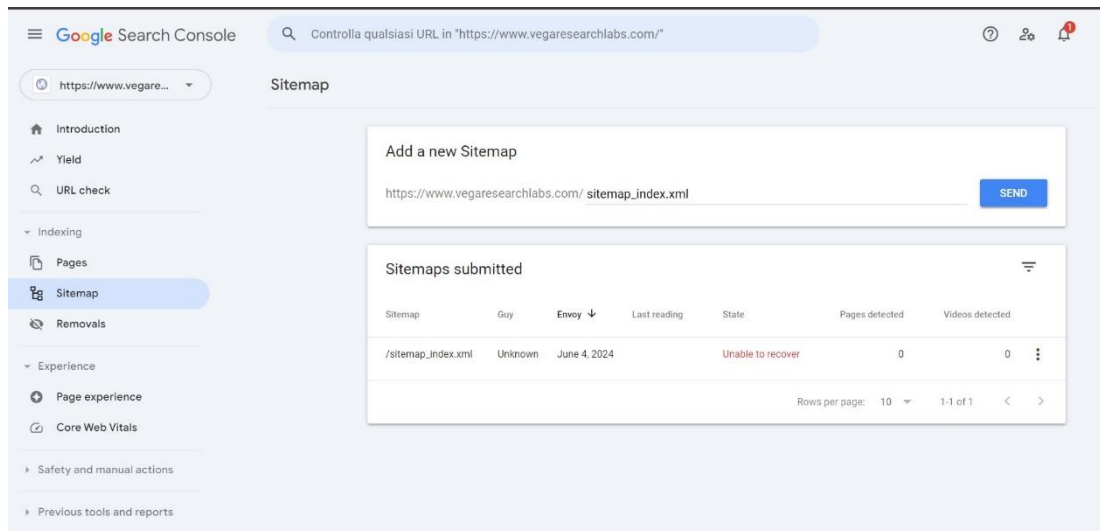 Google Search Console
Controlla qualsiasi URL in "https://www.vegaresearchlabs.com/"
1
https://www.vegare...
Sitemap
Introduction
Yield
URL check
Indexing
Pages
Sitemap
Removals
Experience
Page experience
Core Web Vitals
Safety and manual actions
Previous tools and reports
Add a new Sitemap
https://www.vegaresearchlabs.com/ sitemap_index.xml
SEND
Sitemaps submitted
Sitemap Guy Envoy Last reading State Pages detected Videos detected
/sitemap_index.xml Unknown June 4, 2024 Unable to recover 0 0
Rows per page: 10 1-1 of 1